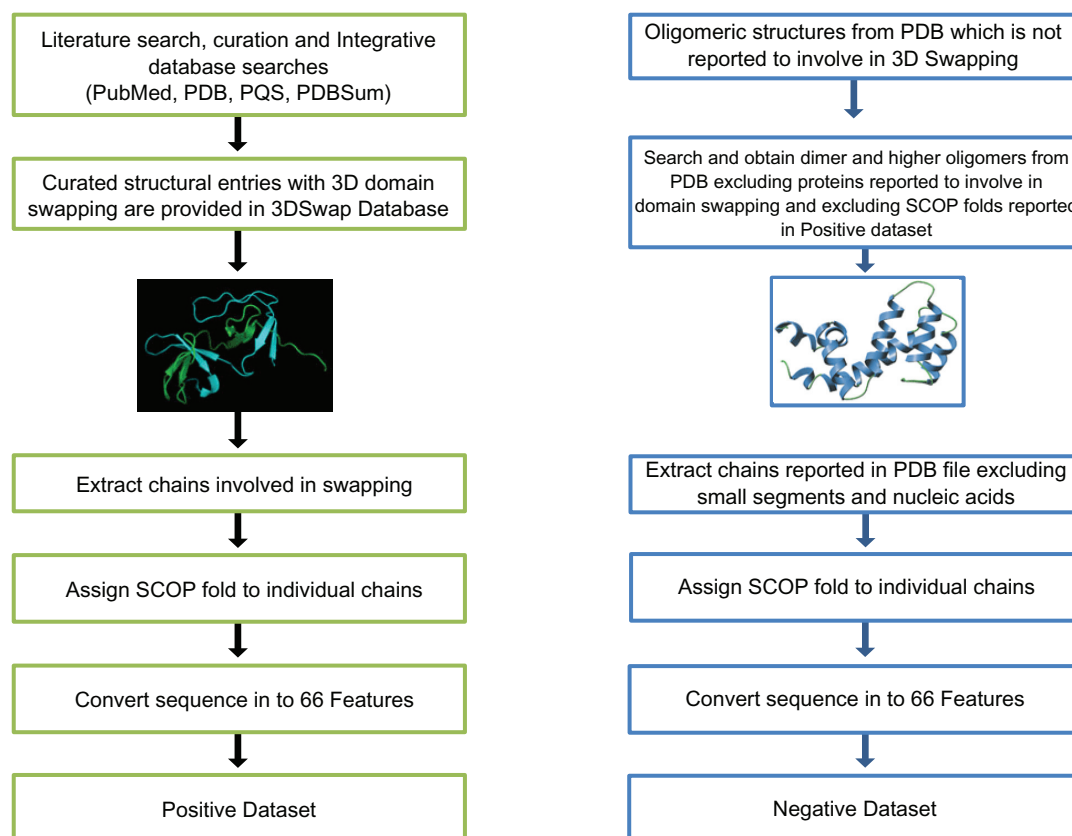 Literature search, curation and Integrative
database searches
(PubMed, PDB, PQS, PDBSum)
Curated structural entries with 3D domain
swapping are provided in 3DSwap Database
Extract chains involved in swapping
Assign SCOP fold to individual chains
Convert sequence in to 66 Features
Positive Dataset
Oligomeric structures from PDB which is not
reported to involve in 3D Swapping
Search and obtain dimer and higher oligomers from
PDB excluding proteins reported to involve in
domain swapping and excluding SCOP folds reported
in Positive dataset
Extract chains reported in PDB file excluding
small segments and nucleic acids
Assign SCOP fold to individual chains
Convert sequence in to 66 Features
Negative Dataset